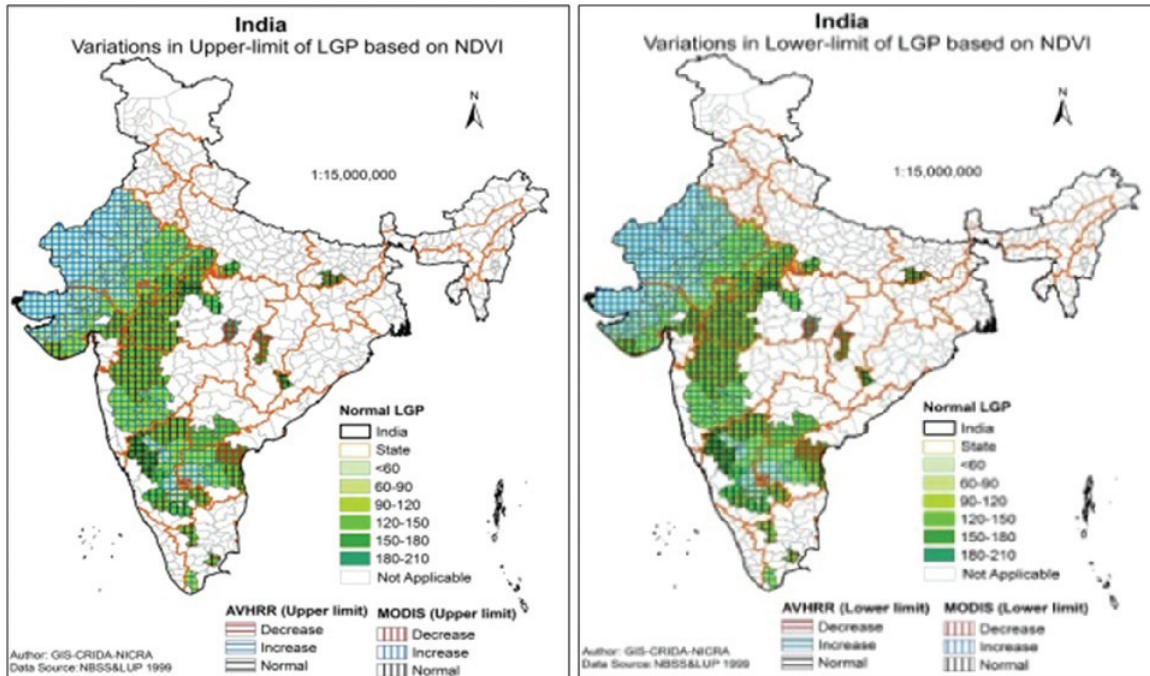 India
Variations in Upper-limit of LGP based on NDVI
N
1:15,000,000
Normal LGP
India
State
<60
60-90
90-120
120-150
150-180
180-210
Not Applicable
AVHRR (Upper limit)
Decrease
Increase
Normal
MODIS (Upper limit)
Decrease
Increase
Normal
Author: GIS-CRIDA-NICRA
Data Source:NBSS&LUP 1999
India
Variations in Lower-limit of LGP based on NDVI
N
1:15,000,000
Normal LGP
India
State
<60
60-90
90-120
120-150
150-180
180-210
Not Applicable
AVHRR (Lower limit)
Decrease
Increase
Normal
MODIS (Lower limit)
Decrease
Increase
Normal
Author: GIS-CRIDA-NICRA
Data Source:NBSS&LUP 1999